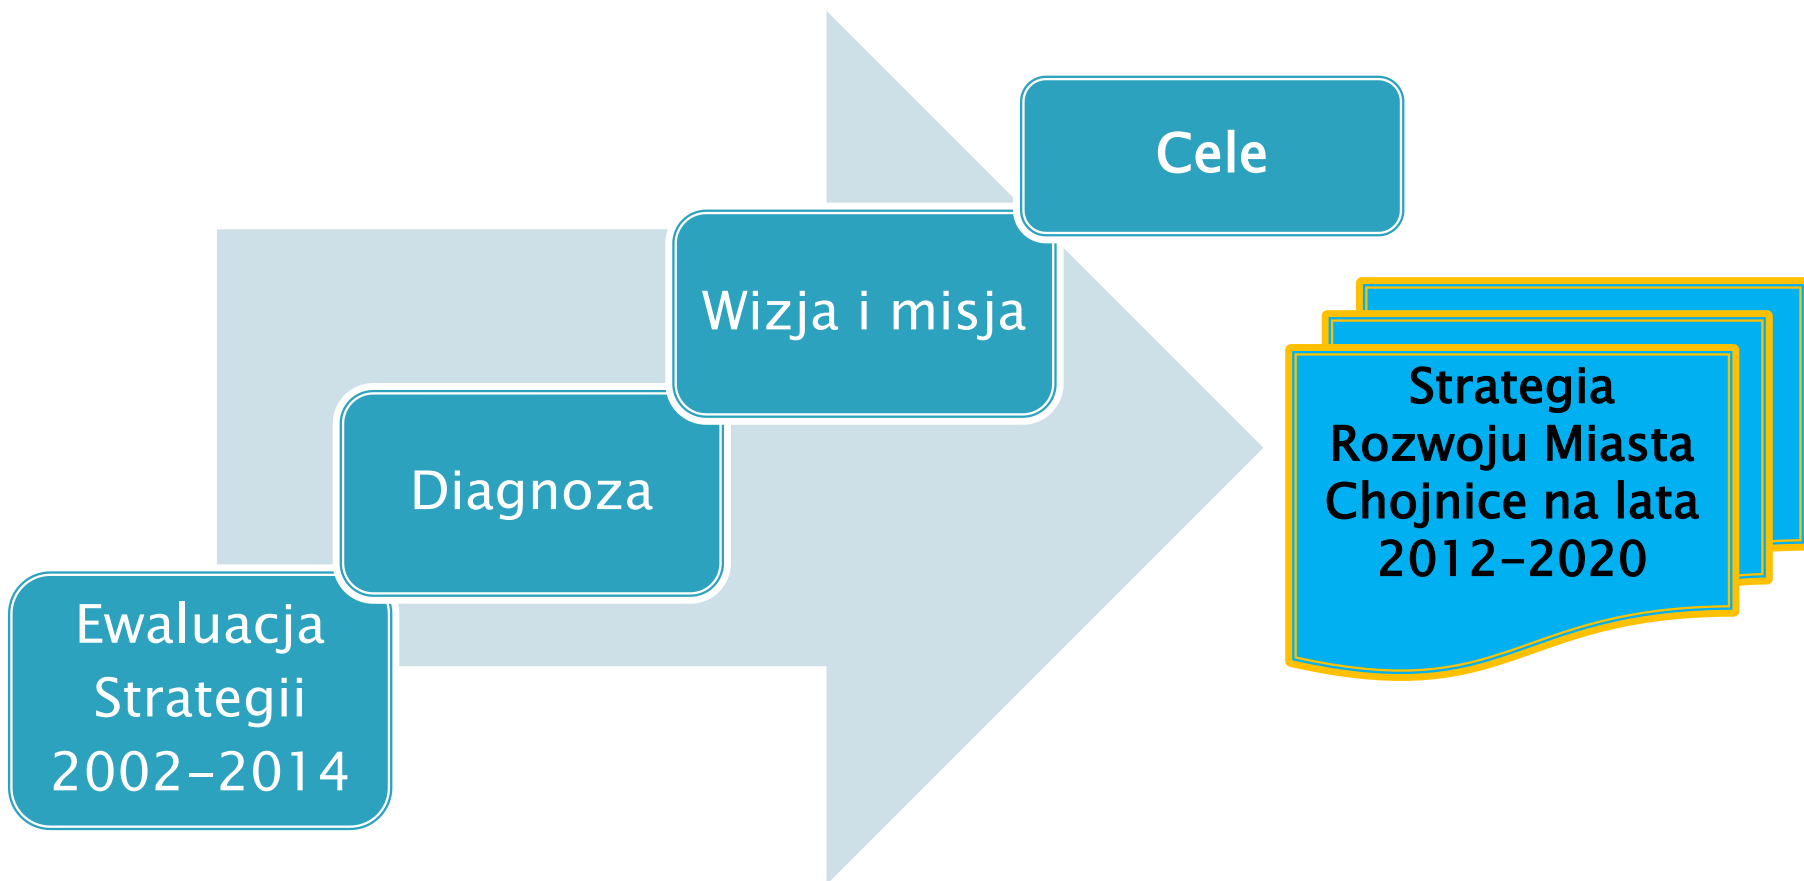 Cele
Wizja i misja
Diagnoza
Ewaluacja
Strategii
2002-2014
Strategia
Rozwoju Miasta
Chojnice na lata
2012-2020